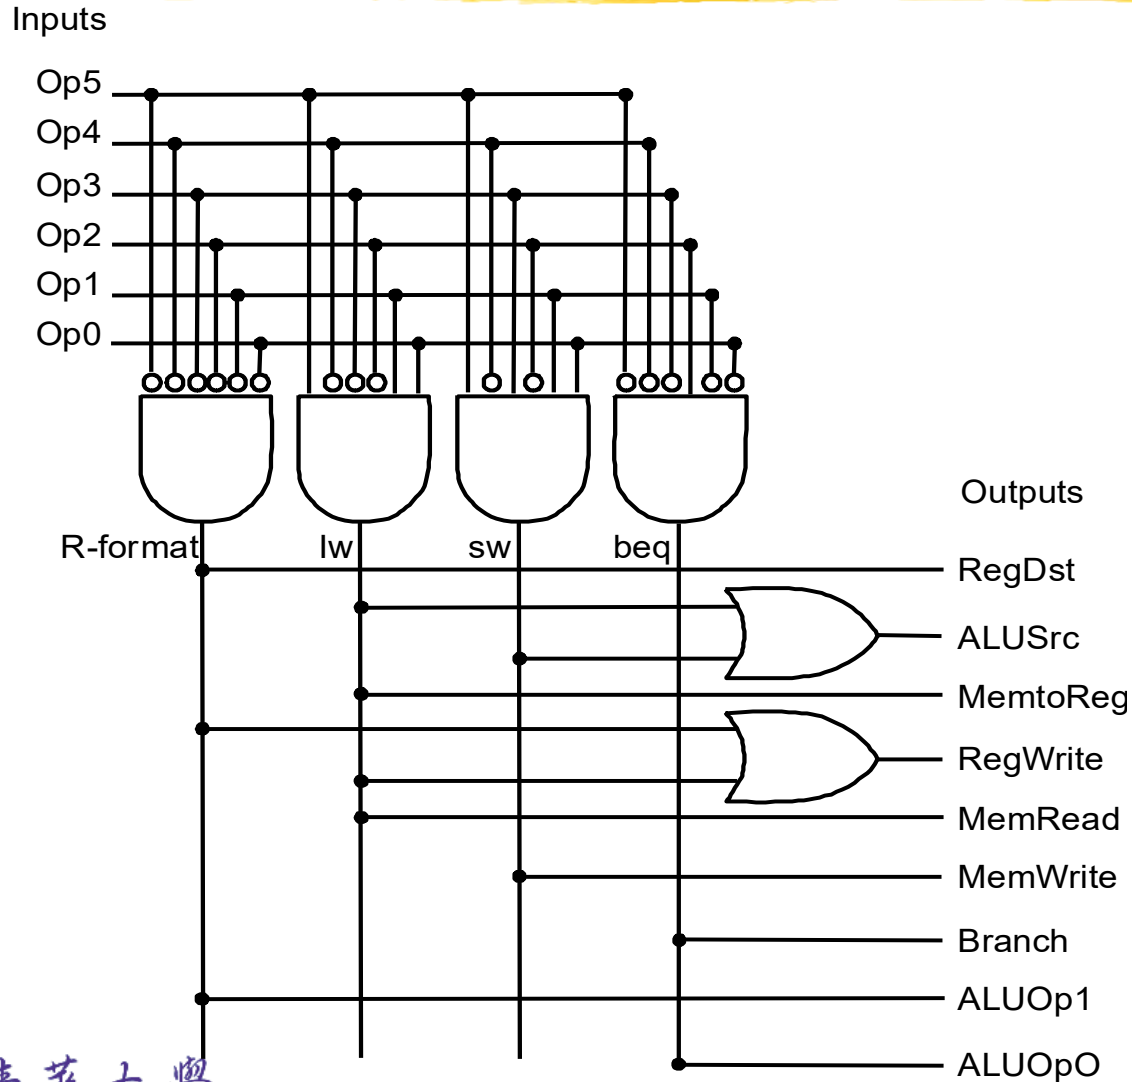 Inputs
Op5
Op4
Op3
Op2
Op1
Op0
Outputs
R-format lw sw beq
RegDst
ALUSrc
MemtoReg
RegWrite
MemRead
MemWrite
Branch
ALUOp1
ALUOpO